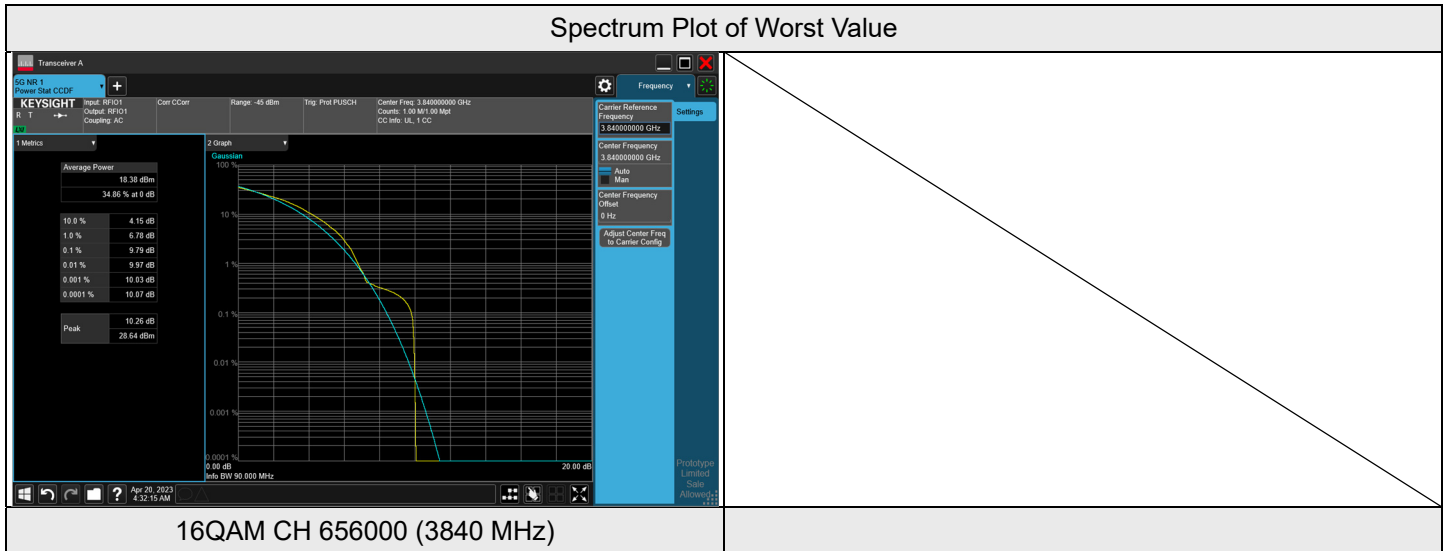 Spectrum Plot of Worst Value
Transceiver A
5G NR 1
Power Stat CCDF
+
Frequency
KEYSIGHT
R T
LU
Input: RFIO1
Output: RFIO1
Coupling: AC
Corr CCorr
Range: -45 dBm
Trig: Prot PUSCH
Center Freq: 3.840000000 GHz
Counts: 1.00 M/1.00 Mpt
CC Info: UL, 1 CC
1 Metrics
Average Power
18.38 dBm
34.86 % at 0 dB
10.0 % 4.15 dB
1.0 % 6.78 dB
0.1 % 9.79 dB
0.01 % 9.97 dB
0.001 % 10.03 dB
0.0001 % 10.07 dB
Peak
10.26 dB
28.64 dBm
2 Graph
Gaussian
100 %
10 %
1 %
0.1 %
0.01 %
0.001 %
0.0001 %
0.00 dB 20.00 dB
Info BW 90.000 MHz
Carrier Reference
Frequency
3.840000000 GHz
Center Frequency
3.840000000 GHz
Auto
Man
Center Frequency
Offset
0 Hz
Adjust Center Freq
to Carrier Config
Settings
Prototype
Limited
Sale
Allowed
?
Apr 20, 2023
4:32:15 AM
16QAM CH 656000 (3840 MHz)